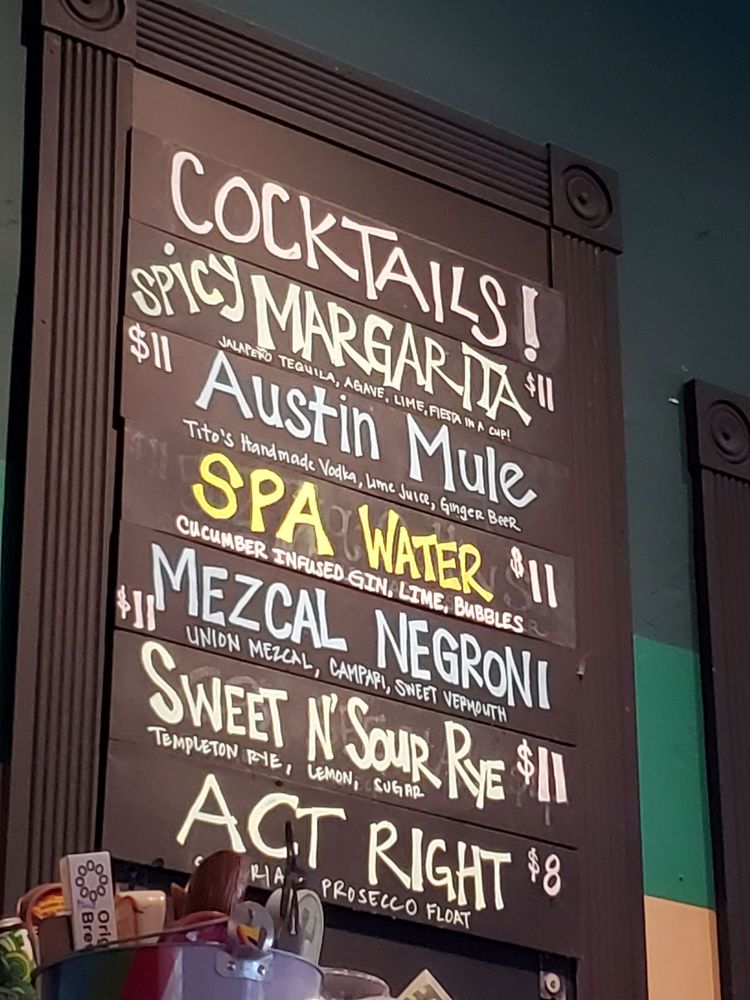 COCKTAILS!
SPICY MARGARITA $11
JALAPEÑO TEQUILA, AGAVE, LIME, FIESTA IN A CUP!
$11 AUSTIN MULE
Tito's Handmade Vodka, Lime Juice, Ginger Beer
SPA WATER $11
CUCUMBER INFUSED GIN, LIME, BUBBLES
$11 MEZCAL NEGRONI
UNION MEZCAL, CAMPARI, SWEET VERMOUTH
SWEET N' SOUR RYE $11
TEMPLETON RYE, LEMON, SUGAR
ACT RIGHT $8
PROSECCO FLOAT